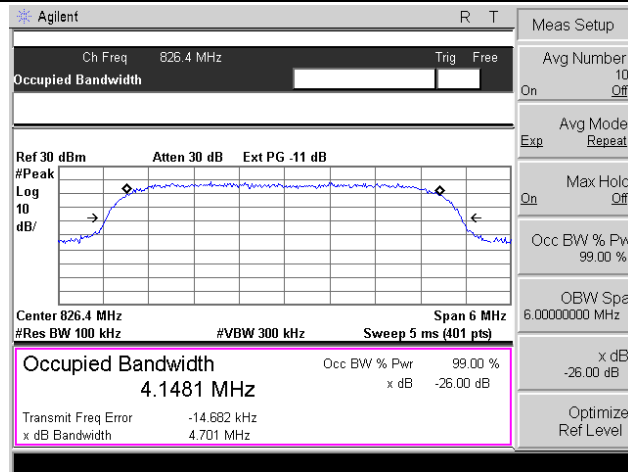 Agilent R T
Ch Freq 826.4 MHz Trig Free
Occupied Bandwidth
Ref 30 dBm Atten 30 dB Ext PG -11 dB
#Peak
Log
10
dB/
Center 826.4 MHz Span 6 MHz
#Res BW 100 kHz #VBW 300 kHz Sweep 5 ms (401 pts)
Occupied Bandwidth Occ BW % Pwr 99.00 %
4.1481 MHz x dB -26.00 dB
Transmit Freq Error -14.682 kHz
x dB Bandwidth 4.701 MHz
Meas Setup
Avg Number
10
On Off
Avg Mode
Exp Repeat
Max Hold
On Off
Occ BW % Pw
99.00 %
OBW Spa
6.00000000 MHz
x dB
-26.00 dB
Optimize
Ref Level